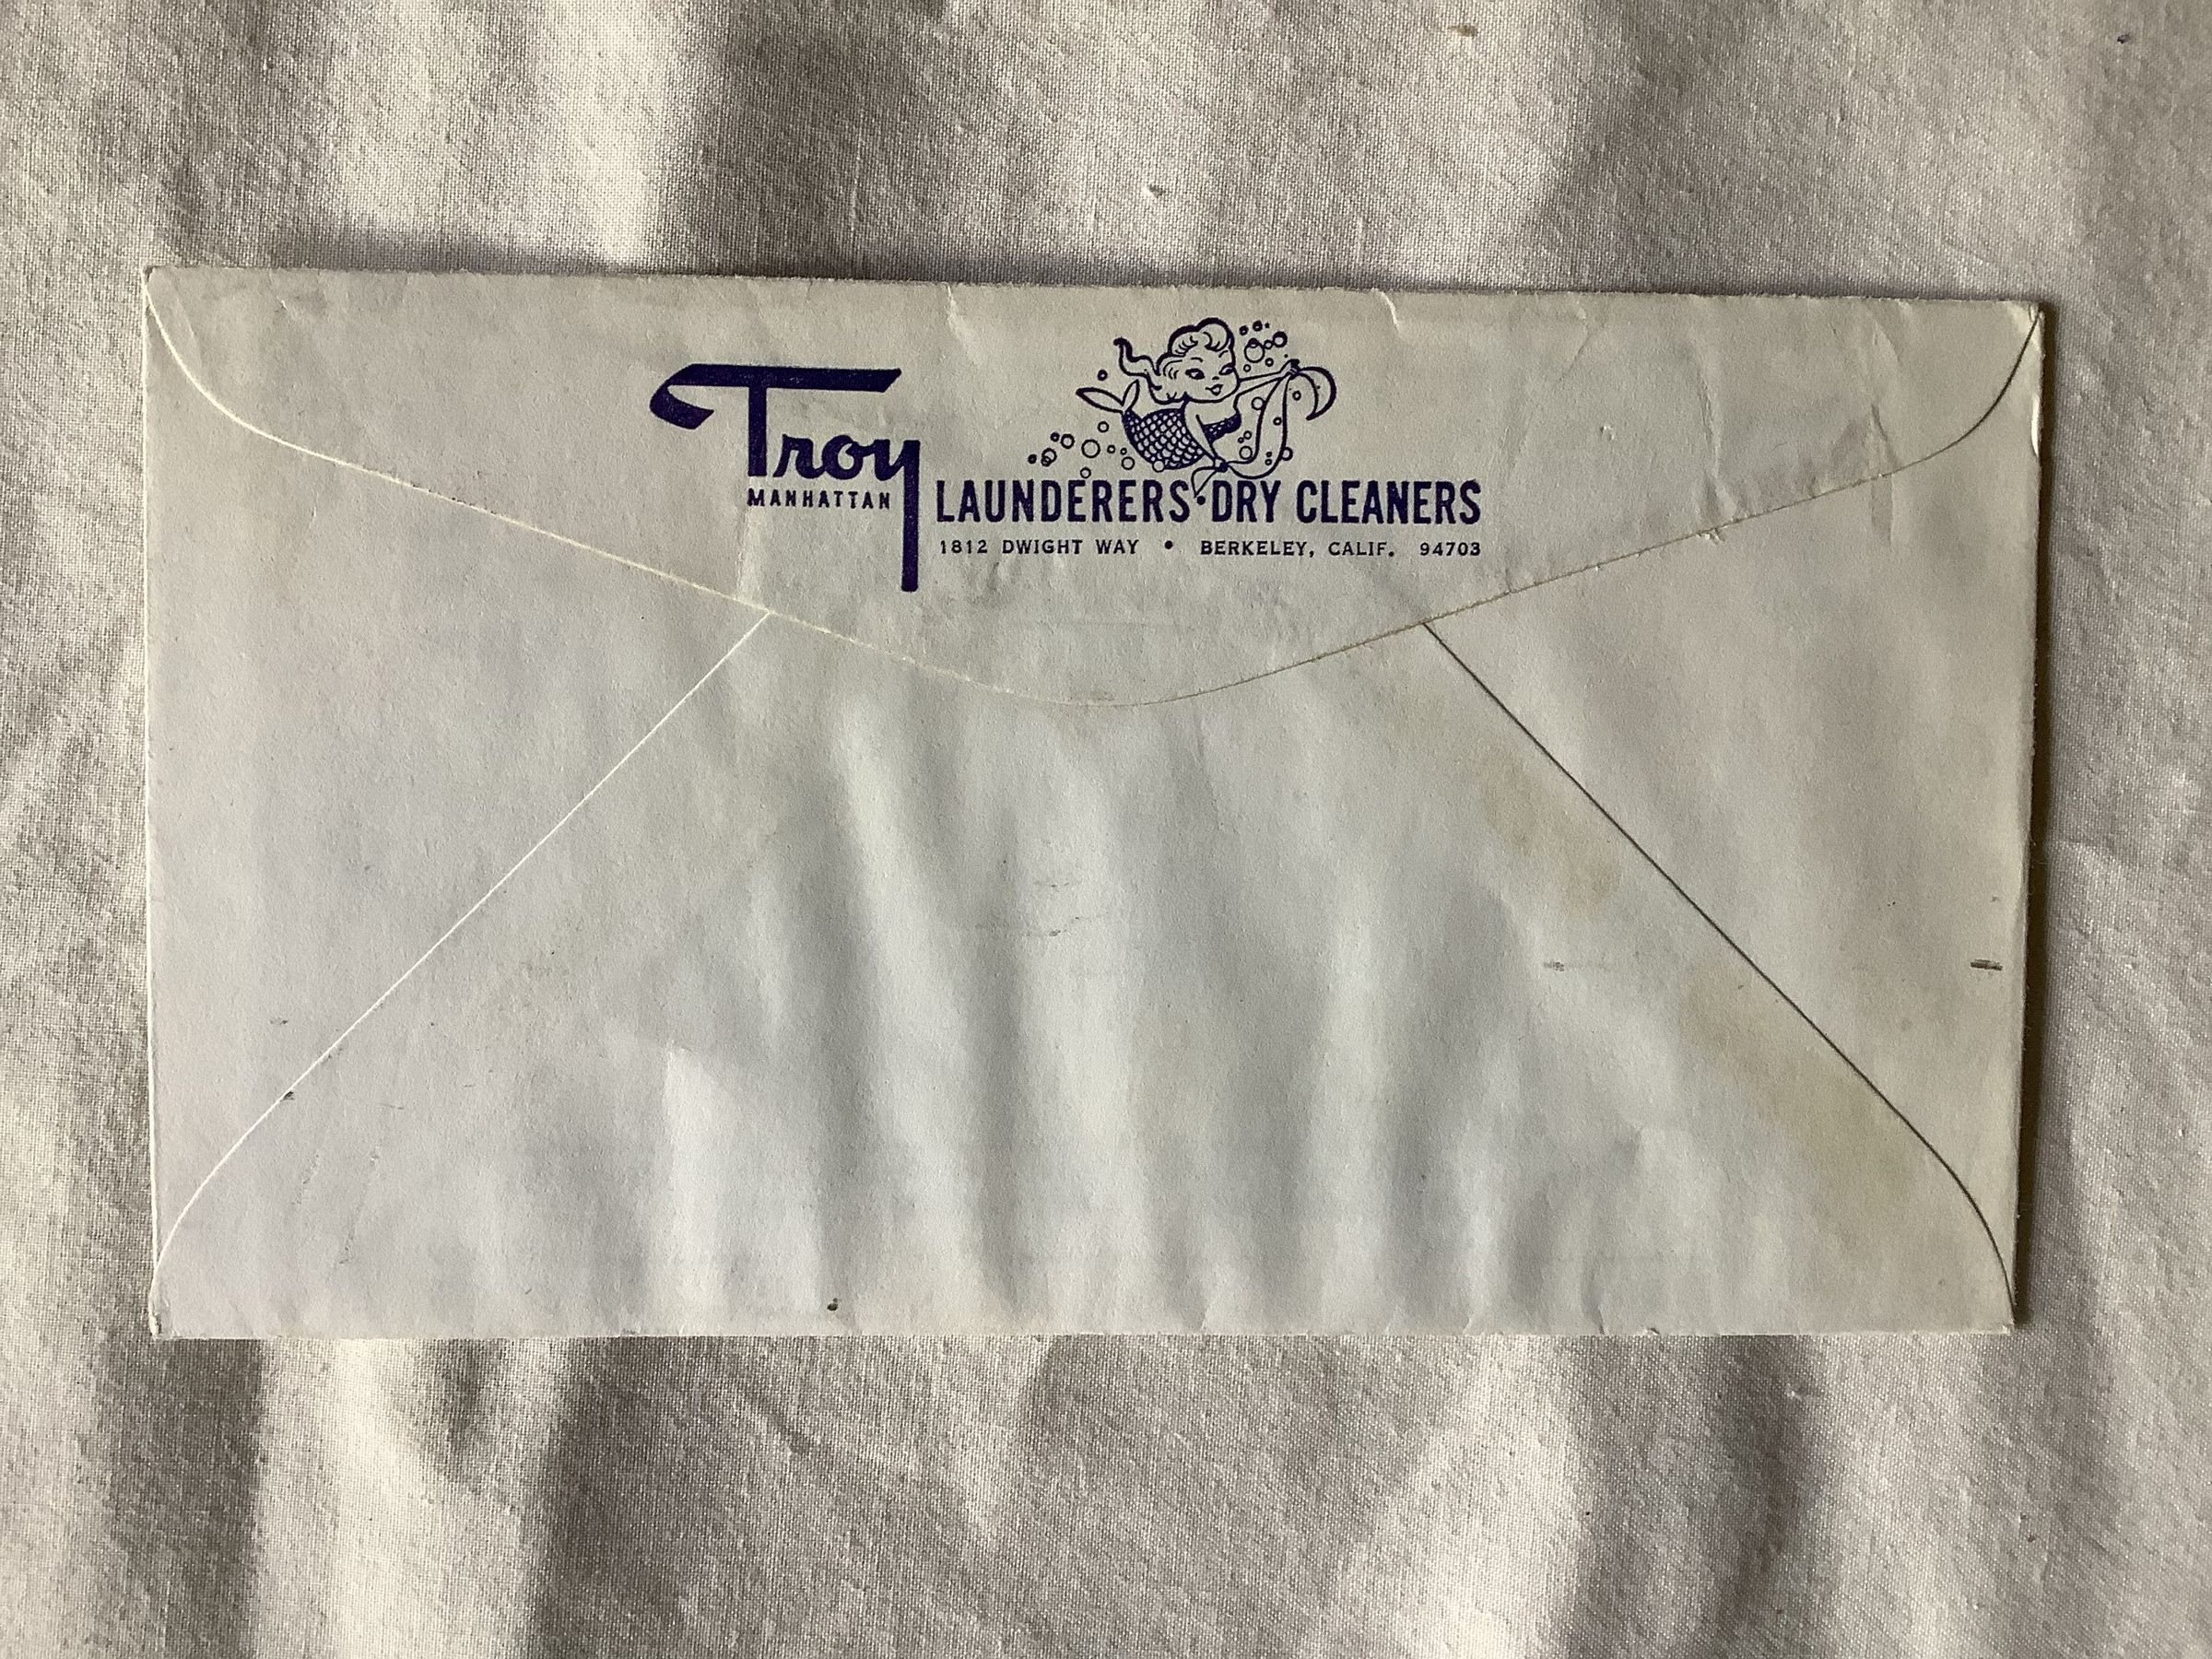 Troy
MANHATTAN
LAUNDERERS • DRY CLEANERS
1812 DWIGHT WAY • BERKELEY, CALIF. 94703